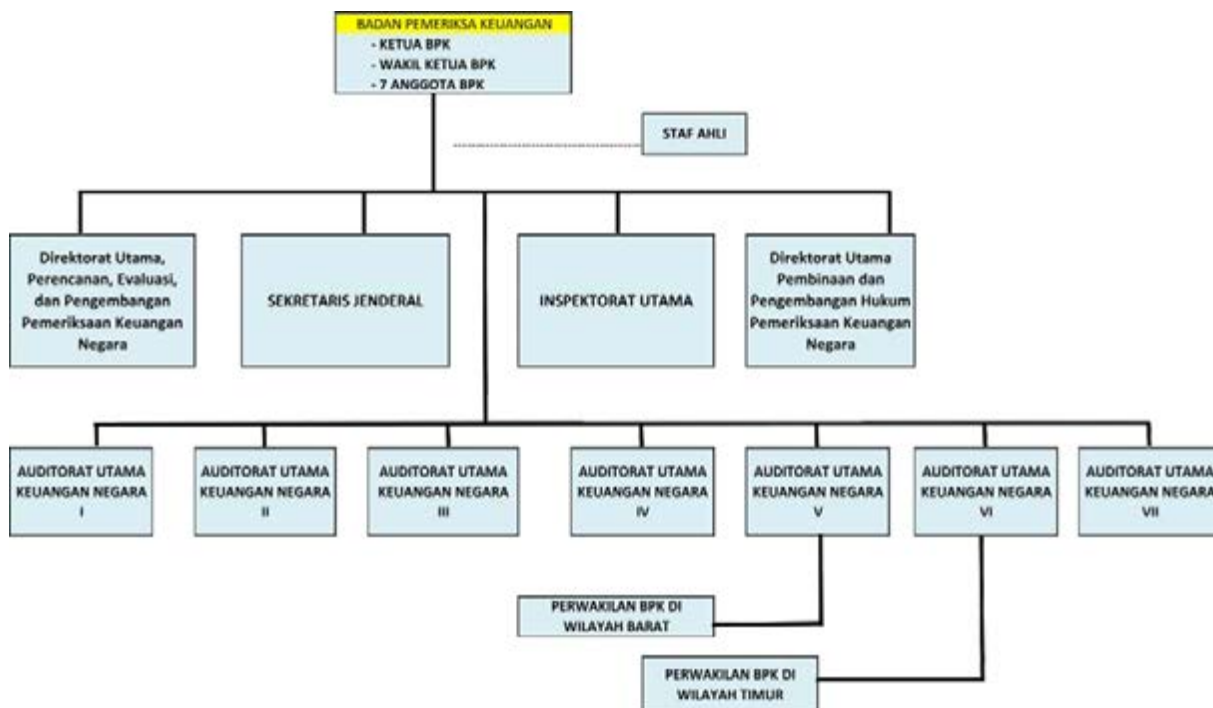 BADAN PEMERIKSA KEUANGAN
- KETUA BPK
- WAKIL KETUA BPK
- 7 ANGGOTA BPK
STAF AHLI
Direktorat Utama,
Perencanan, Evaluasi,
dan Pengembangan
Pemeriksaan Keuangan
Negara
SEKRETARIS JENDERAL
INSPEKTORAT UTAMA
Direktorat Utama
Pembinaan dan
Pengembangan Hukum
Pemeriksaan Keuangan
Negara
AUDITORAT UTAMA
KEUANGAN NEGARA
I
AUDITORAT UTAMA
KEUANGAN NEGARA
II
AUDITORAT UTAMA
KEUANGAN NEGARA
III
AUDITORAT UTAMA
KEUANGAN NEGARA
IV
AUDITORAT UTAMA
KEUANGAN NEGARA
V
AUDITORAT UTAMA
KEUANGAN NEGARA
VI
AUDITORAT UTAMA
KEUANGAN NEGARA
VII
PERWAKILAN BPK DI
WILAYAH BARAT
PERWAKILAN BPK DI
WILAYAH TIMUR